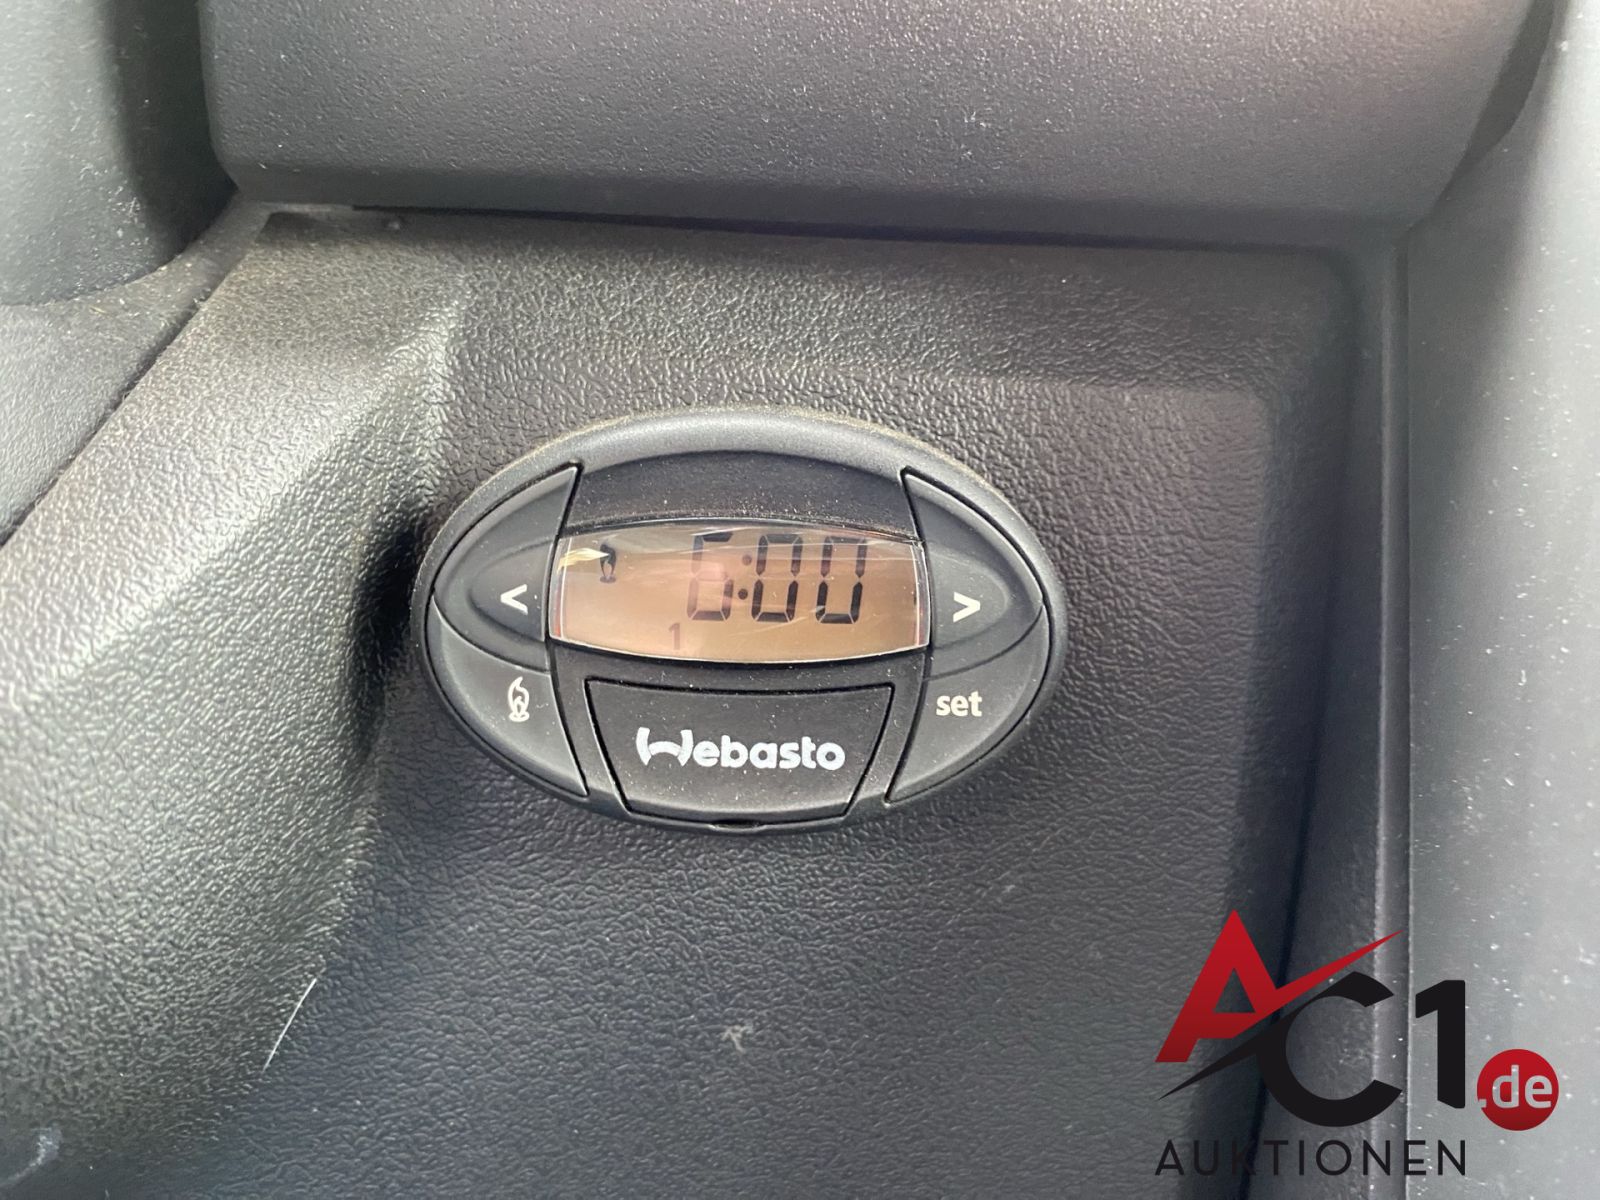 6:00
1
<
>
set
Webasto
AC1.de
AUKTIONEN